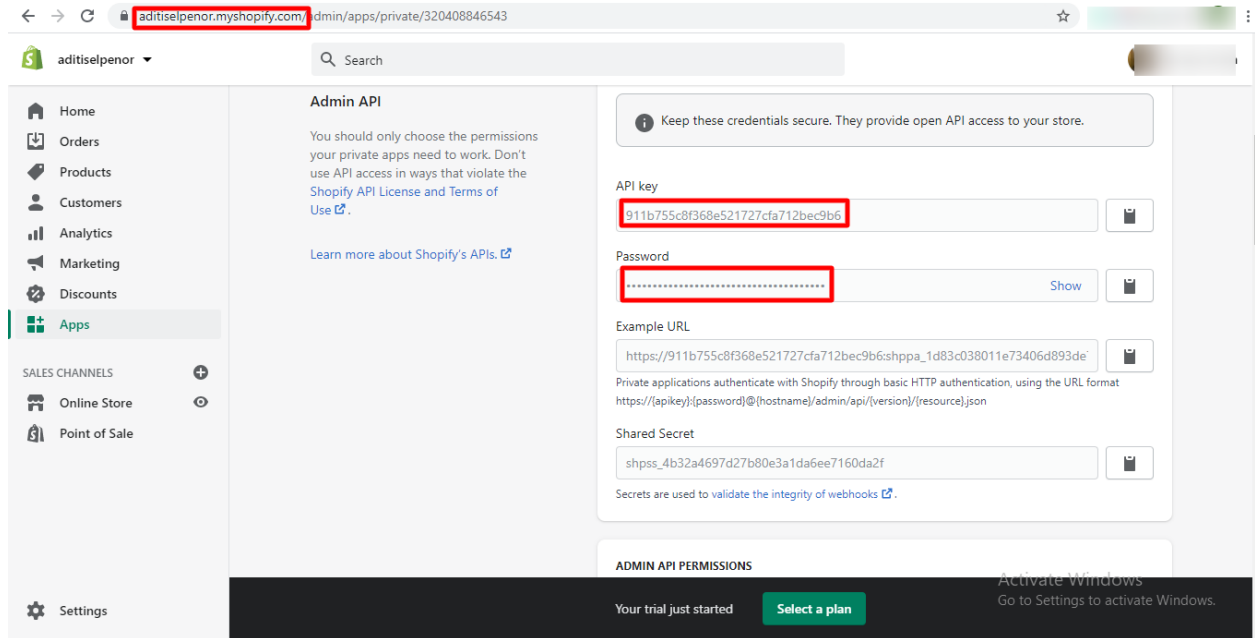 aditiselpenor.myshopify.com/admin/apps/private/320408846543
aditiselpenor
Search
Home
Orders
Products
Customers
Analytics
Marketing
Discounts
Apps
SALES CHANNELS
Online Store
Point of Sale
Settings
Admin API
You should only choose the permissions
your private apps need to work. Don't
use API access in ways that violate the
Shopify API License and Terms of
Use.
Learn more about Shopify's APIs.
Keep these credentials secure. They provide open API access to your store.
API key
911b755c8f368e521727cfa712bec9b6
Password
••••••••••••••••••••••••••••••••••••••
Show
Example URL
https://911b755c8f368e521727cfa712bec9b6:shppa_1d83c038011e73406d893de
Private applications authenticate with Shopify through basic HTTP authentication, using the URL format
https://{apikey}:{password}@{hostname}/admin/api/{version}/{resource}.json
Shared Secret
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
Secrets are used to validate the integrity of webhooks.
ADMIN API PERMISSIONS
Your trial just started
Select a plan
Activate Windows
Go to Settings to activate Windows.